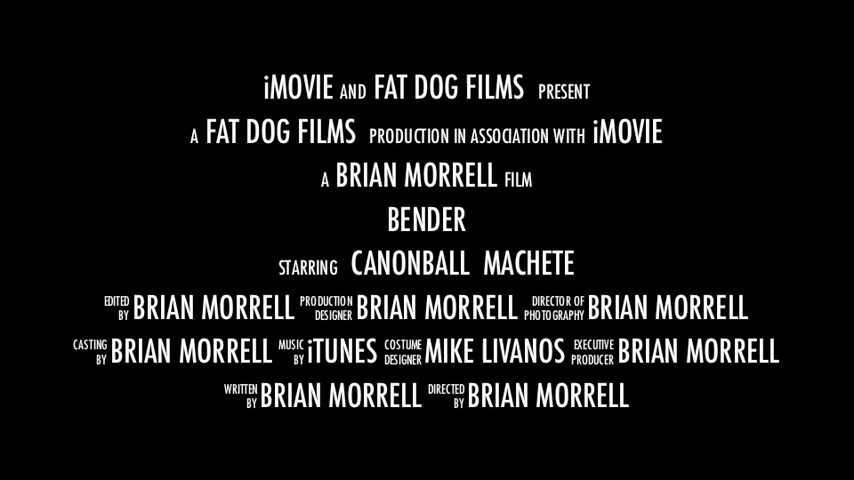 iMOVIE AND FAT DOG FILMS PRESENT
A FAT DOG FILMS PRODUCTION IN ASSOCIATION WITH iMOVIE
A BRIAN MORRELL FILM
BENDER
STARRING CANONBALL MACHETE
EDITED BY BRIAN MORRELL PRODUCTION DESIGNER BRIAN MORRELL DIRECTOR OF PHOTOGRAPHY BRIAN MORRELL
CASTING BY BRIAN MORRELL MUSIC BY iTUNES COSTUME DESIGNER MIKE LIVANOS EXECUTIVE PRODUCER BRIAN MORRELL
WRITTEN BY BRIAN MORRELL DIRECTED BY BRIAN MORRELL